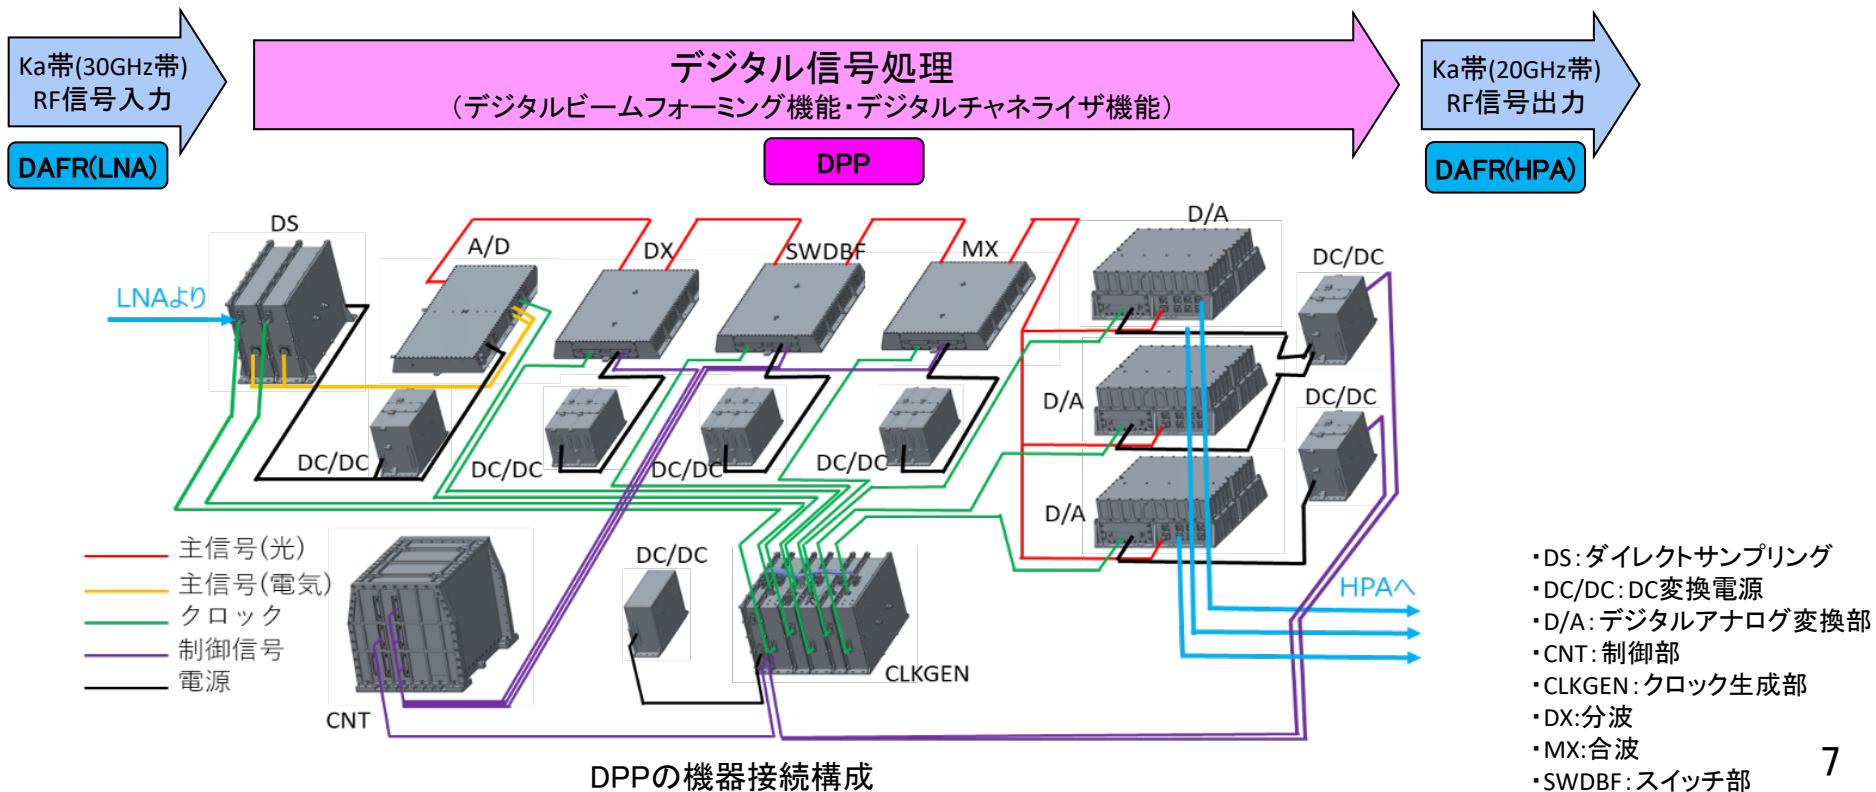 Ka帯(30GHz帯)
RF信号入力
デジタル信号処理
(デジタルビームフォーミング機能・デジタルチャネライザ機能)
Ka帯(20GHz帯)
RF信号出力
DAFR(LNA)
DPP
DAFR(HPA)
DS
A/D
DX
SWDBF
MX
D/A
DC/DC
LNAより
D/A
DC/DC
DC/DC
DC/DC
DC/DC
DC/DC
D/A
主信号(光)
主信号(電気)
クロック
制御信号
電源
CNT
DC/DC
CLKGEN
HPAへ
・DS:ダイレクトサンプリング
・DC/DC:DC変換電源
・D/A:デジタルアナログ変換部
・CNT:制御部
・CLKGEN:クロック生成部
・DX:分波
・MX:合波
・SWDBF:スイッチ部
DPPの機器接続構成
7